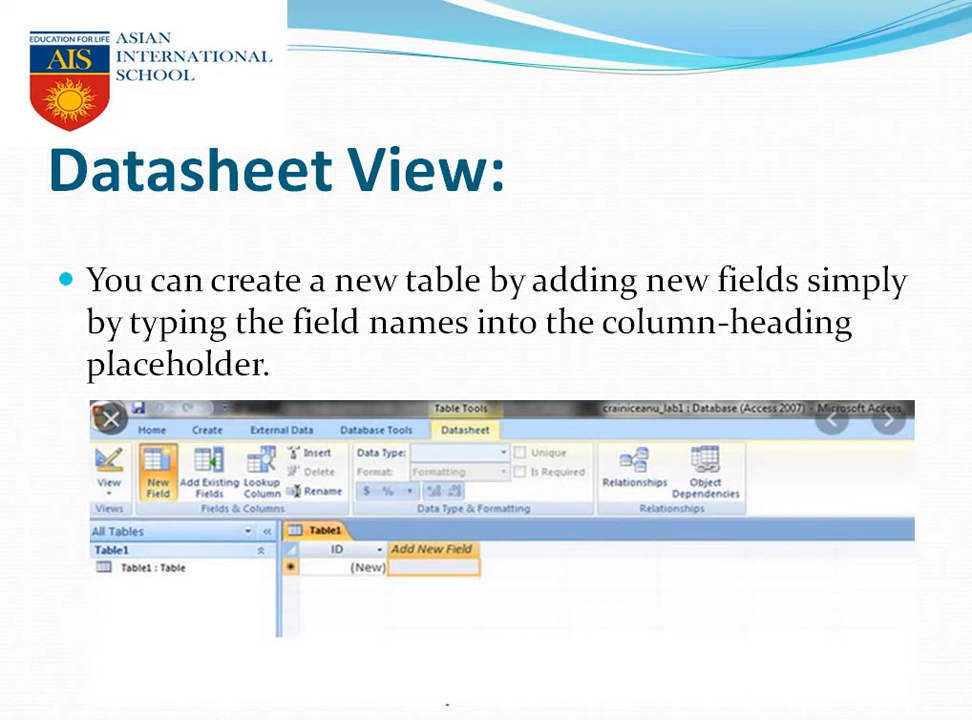 EDUCATION FOR LIFE
AIS
ASIAN
INTERNATIONAL
SCHOOL
Datasheet View:
You can create a new table by adding new fields simply
by typing the field names into the column-heading
placeholder.
Table Tools
crainiceanu_lab1 : Database (Access 2007) - Microsoft Access
Home Create External Data Database Tools Datasheet
View
New Field
Add Existing Fields
Lookup Column
Insert
Delete
Rename
Data Type:
Format: Formatting
$ %
Unique
Is Required
Relationships
Object Dependencies
Views Fields & Columns Data Type & Formatting Relationships
All Tables
Table1
Table1 : Table
Table1
ID Add New Field
(New)